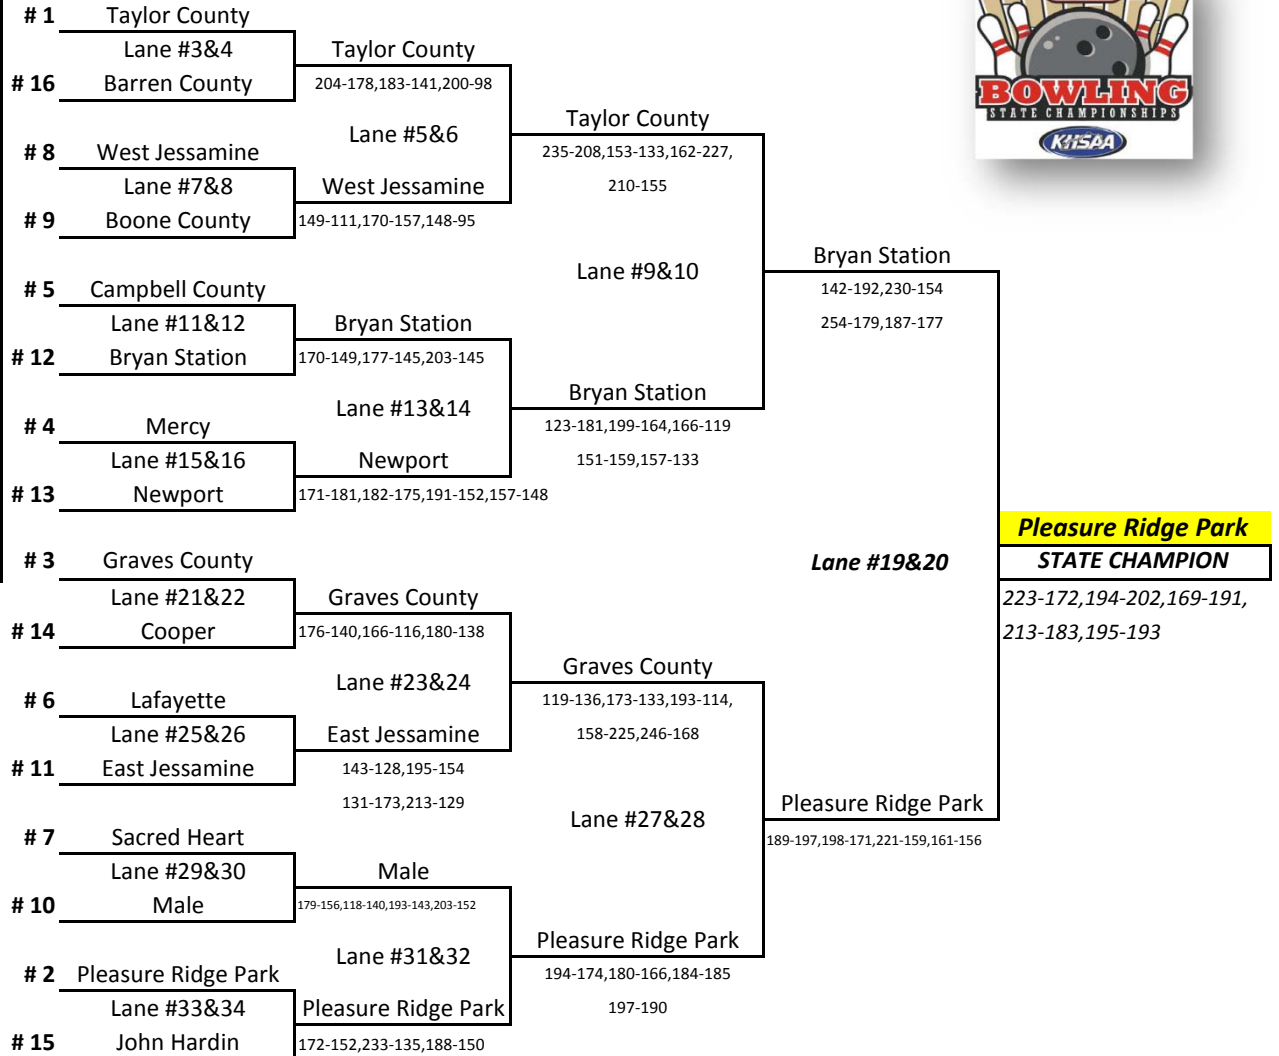 # 1 Taylor County
Lane #3&4 Taylor County
# 16 Barren County 204-178,183-141,200-98
BOWLING
STATE CHAMPIONSHIPS
KHSAA
Taylor County
Lane #5&6
# 8 West Jessamine 235-208,153-133,162-227,
Lane #7&8 West Jessamine 210-155
# 9 Boone County 149-111,170-157,148-95
Bryan Station
Lane #9&10
# 5 Campbell County 142-192,230-154
Lane #11&12 Bryan Station 254-179,187-177
# 12 Bryan Station 170-149,177-145,203-145
Bryan Station
Lane #13&14
# 4 Mercy 123-181,199-164,166-119
Lane #15&16 Newport 151-159,157-133
# 13 Newport 171-181,182-175,191-152,157-148
Pleasure Ridge Park
# 3 Graves County Lane #19&20 STATE CHAMPION
Lane #21&22 Graves County 223-172,194-202,169-191,
# 14 Cooper 176-140,166-116,180-138 213-183,195-193
Graves County
Lane #23&24
# 6 Lafayette 119-136,173-133,193-114,
Lane #25&26 East Jessamine 158-225,246-168
# 11 East Jessamine 143-128,195-154
131-173,213-129 Pleasure Ridge Park
Lane #27&28
# 7 Sacred Heart 189-197,198-171,221-159,161-156
Lane #29&30 Male
# 10 Male 179-156,118-140,193-143,203-152
Pleasure Ridge Park
Lane #31&32
# 2 Pleasure Ridge Park 194-174,180-166,184-185
Lane #33&34 Pleasure Ridge Park 197-190
# 15 John Hardin 172-152,233-135,188-150